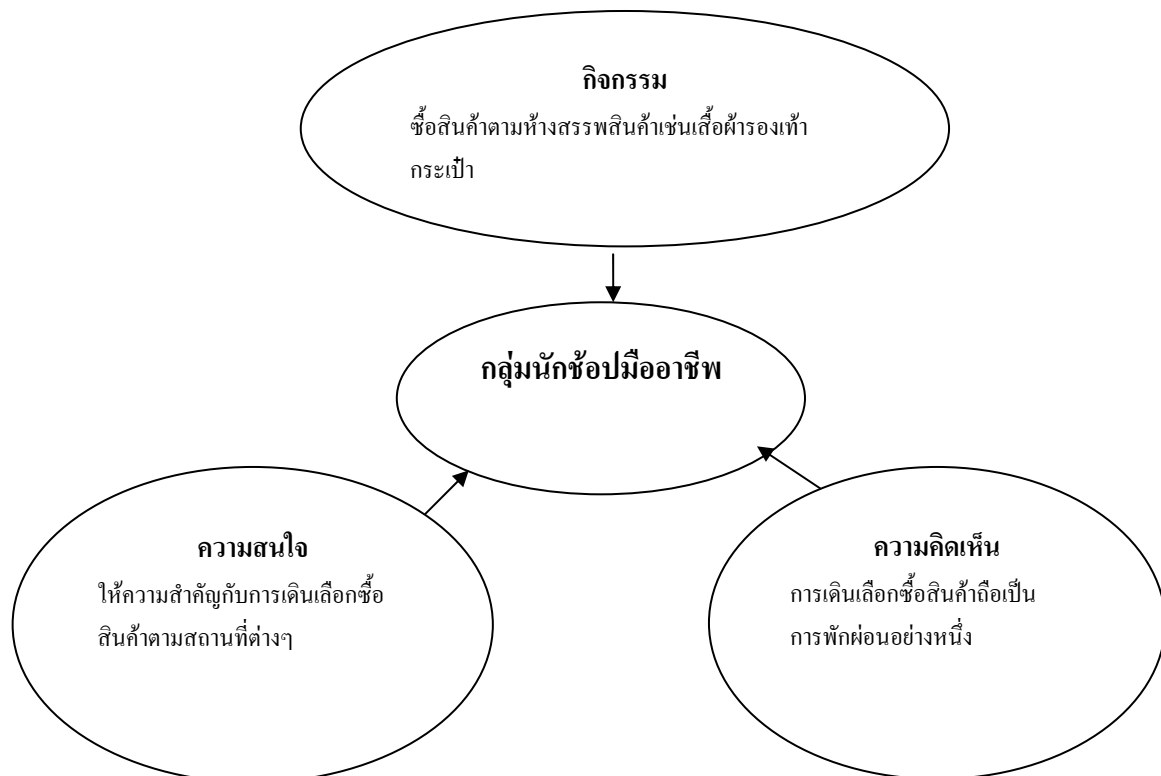 กิจกรรม
ซื้อสินค้าตามห้างสรรพสินค้าเช่นเสื้อผ้ารองเท้า
กระเป๋า
กลุ่มนักช้อปมืออาชีพ
ความสนใจ
ให้ความสำคัญกับการเดินเลือกซื้อ
สินค้าตามสถานที่ต่างๆ
ความคิดเห็น
การเดินเลือกซื้อสินค้าถือเป็น
การพักผ่อนอย่างหนึ่ง